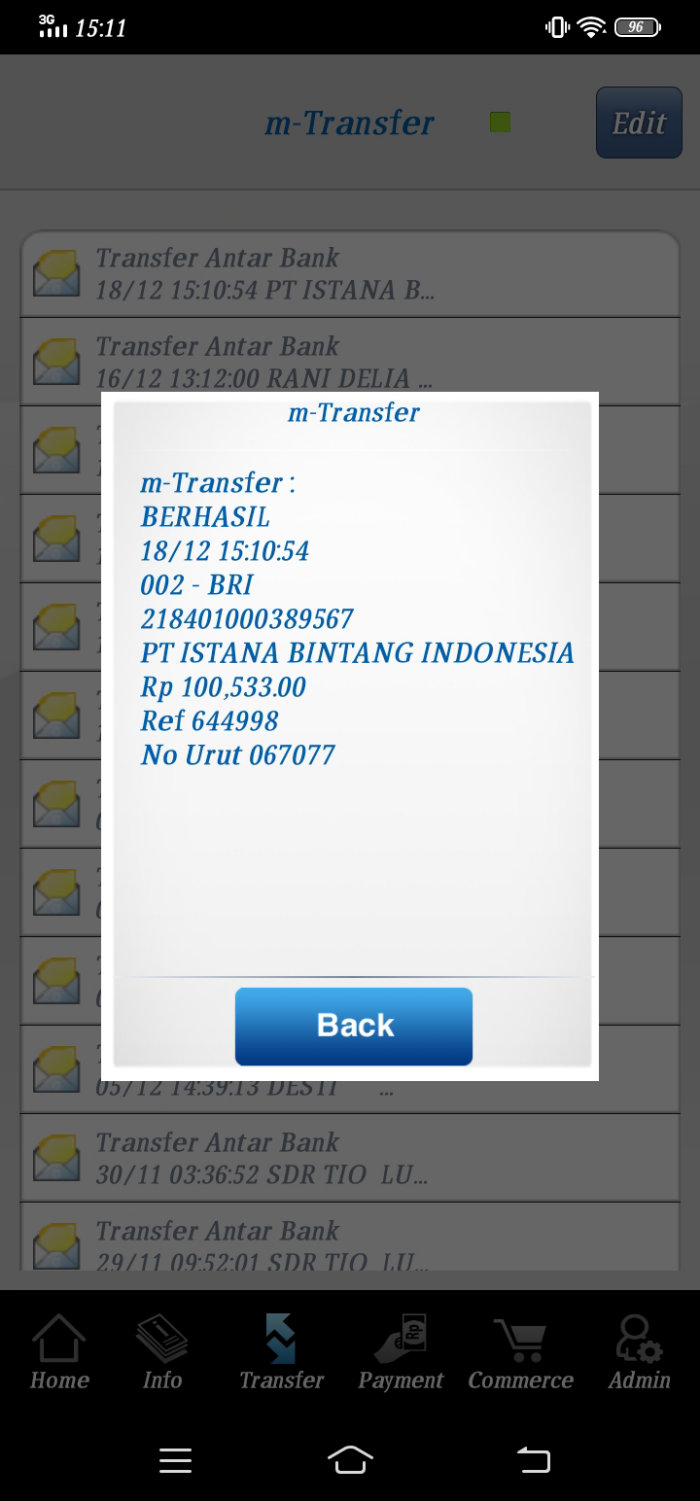 3G 15:11 96
m-Transfer Edit
Transfer Antar Bank
18/12 15:10:54 PT ISTANA B...
Transfer Antar Bank
16/12 13:12:00 RANI DELIA ...
m-Transfer
m-Transfer :
BERHASIL
18/12 15:10:54
002 - BRI
218401000389567
PT ISTANA BINTANG INDONESIA
Rp 100,533.00
Ref 644998
No Urut 067077
Back
05/12 14:39:13 DESTI ...
Transfer Antar Bank
30/11 03:36:52 SDR TIO LU...
Transfer Antar Bank
29/11 09:52:01 SDR TIO LU...
Rp
Home Info Transfer Payment Commerce Admin